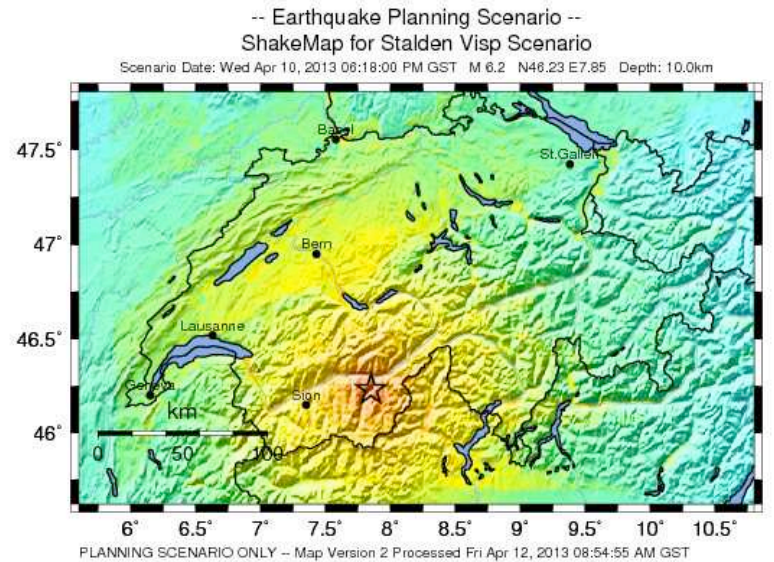 -- Earthquake Planning Scenario --
ShakeMap for Stalden Visp Scenario
Scenario Date: Wed Apr 10, 2013 06:18:00 PM GST M 6.2 N46.23 E7.85 Depth: 10.0km
Basel
47.5°
St.Gallen
47°
Bern
46.5°
Lausanne
Geneva
Sion
km
46°
0 50 100
6° 6.5° 7° 7.5° 8° 8.5° 9° 9.5° 10° 10.5°
PLANNING SCENARIO ONLY -- Map Version 2 Processed Fri Apr 12, 2013 08:54:55 AM GST